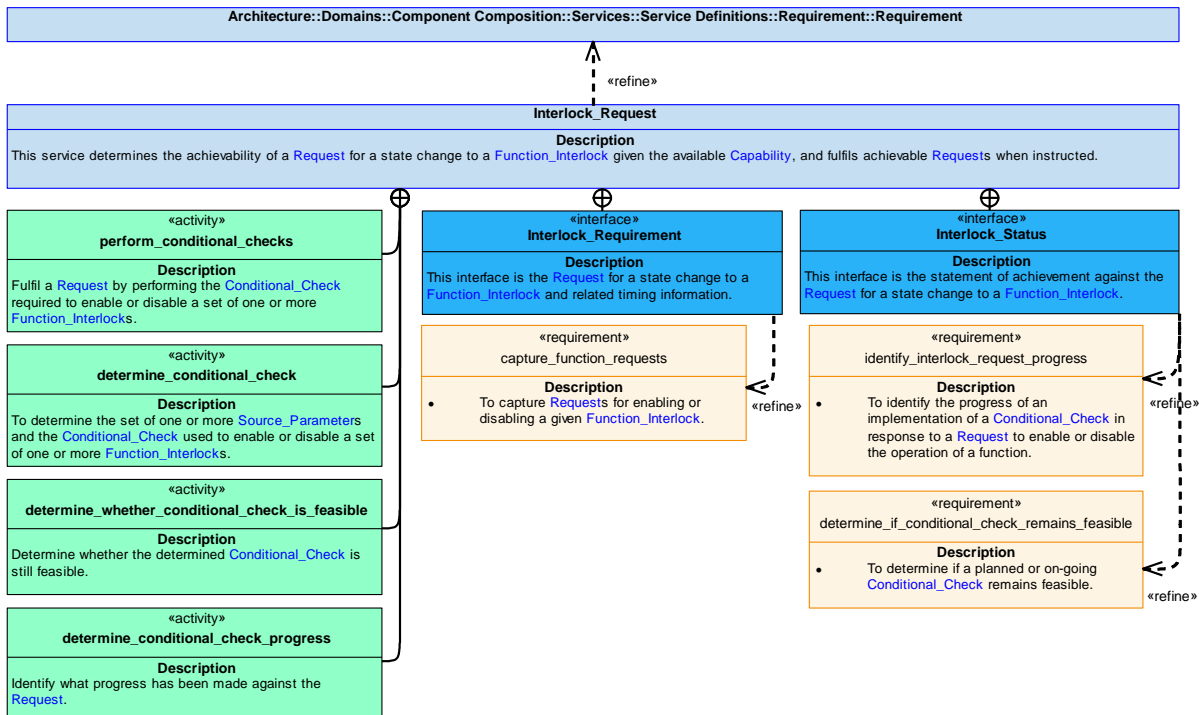 Architecture::Domains::Component Composition::Services::Service Definitions::Requirement::Requirement
«refine»
Interlock_Request
Description
This service determines the achievability of a Request for a state change to a Function_Interlock given the available Capability, and fulfils achievable Requests when instructed.
«activity»
perform_conditional_checks
Description
Fulfil a Request by performing the Conditional_Check
required to enable or disable a set of one or more
Function_Interlocks.
«activity»
determine_conditional_check
Description
To determine the set of one or more Source_Parameters
and the Conditional_Check used to enable or disable a set
of one or more Function_Interlocks.
«activity»
determine_whether_conditional_check_is_feasible
Description
Determine whether the determined Conditional_Check is
still feasible.
«activity»
determine_conditional_check_progress
Description
Identify what progress has been made against the
Request.
«interface»
Interlock_Requirement
Description
This interface is the Request for a state change to a
Function_Interlock and related timing information.
«requirement»
capture_function_requests
Description
• To capture Requests for enabling or
disabling a given Function_Interlock.
«refine»
«interface»
Interlock_Status
Description
This interface is the statement of achievement against the
Request for a state change to a Function_Interlock.
«requirement»
identify_interlock_request_progress
Description
• To identify the progress of an
implementation of a Conditional_Check in
response to a Request to enable or disable
the operation of a function.
«refine»
«requirement»
determine_if_conditional_check_remains_feasible
Description
• To determine if a planned or on-going
Conditional_Check remains feasible.
«refine»